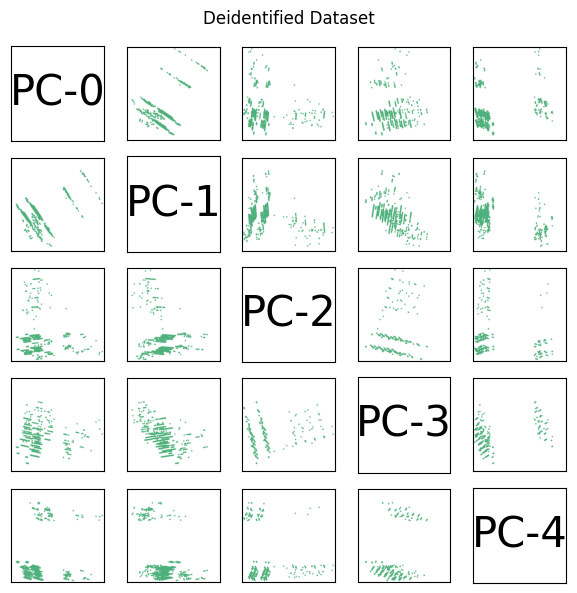 Deidentified Dataset
PC-0
PC-1
PC-2
PC-3
PC-4